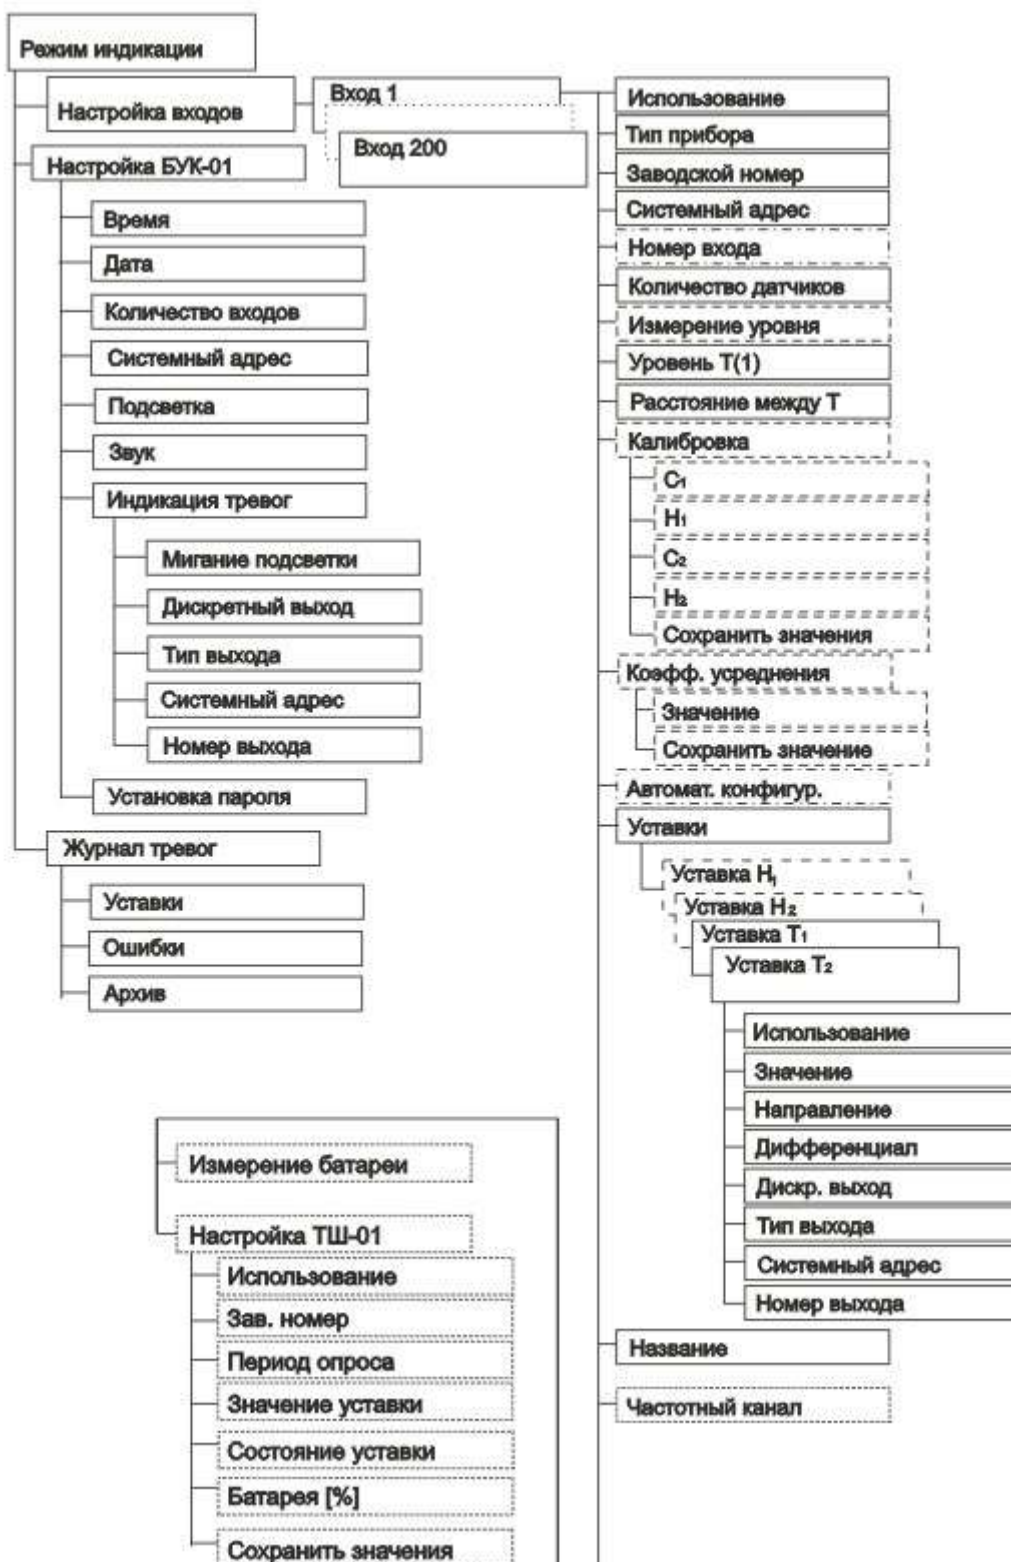 Режим индикации
Настройка входов
Вход 1
Вход 200
Настройка БУК-01
Время
Дата
Количество входов
Системный адрес
Подсветка
Звук
Индикация тревог
Мигание подсветки
Дискретный выход
Тип выхода
Системный адрес
Номер выхода
Установка пароля
Журнал тревог
Уставки
Ошибки
Архив
Использование
Тип прибора
Заводской номер
Системный адрес
Номер входа
Количество датчиков
Измерение уровня
Уровень Т(1)
Расстояние между Т
Калибровка
C₁
H₁
C₂
H₂
Сохранить значения
Коэфф. усреднения
Значение
Сохранить значение
Автомат. конфигур.
Уставки
Уставка H₁
Уставка H₂
Уставка T₁
Уставка T₂
Использование
Значение
Направление
Дифференциал
Дискр. выход
Тип выхода
Системный адрес
Номер выхода
Название
Частотный канал
Измерение батареи
Настройка ТШ-01
Использование
Зав. номер
Период опроса
Значение уставки
Состояние уставки
Батарея [%]
Сохранить значения